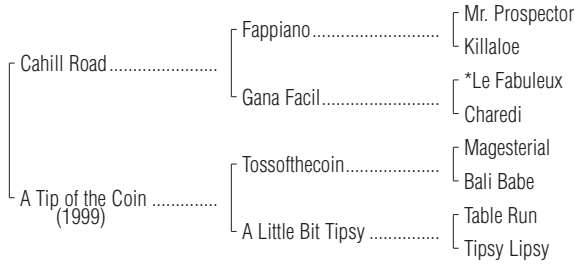 Mr. Prospector
Fappiano
Killaloe
Cahill Road
*Le Fabuleux
Gana Facil
Charedi
Magesterial
Tossofthecoin
Bali Babe
A Tip of the Coin
(1999)
Table Run
A Little Bit Tipsy
Tipsy Lipsy